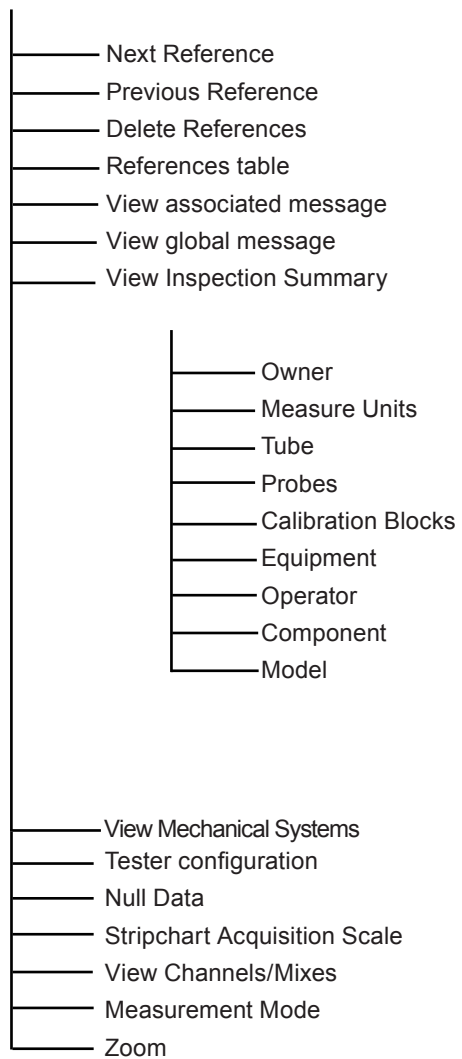 Next Reference
Previous Reference
Delete References
References table
View associated message
View global message
View Inspection Summary
Owner
Measure Units
Tube
Probes
Calibration Blocks
Equipment
Operator
Component
Model
View Mechanical Systems
Tester configuration
Null Data
Stripchart Acquisition Scale
View Channels/Mixes
Measurement Mode
Zoom